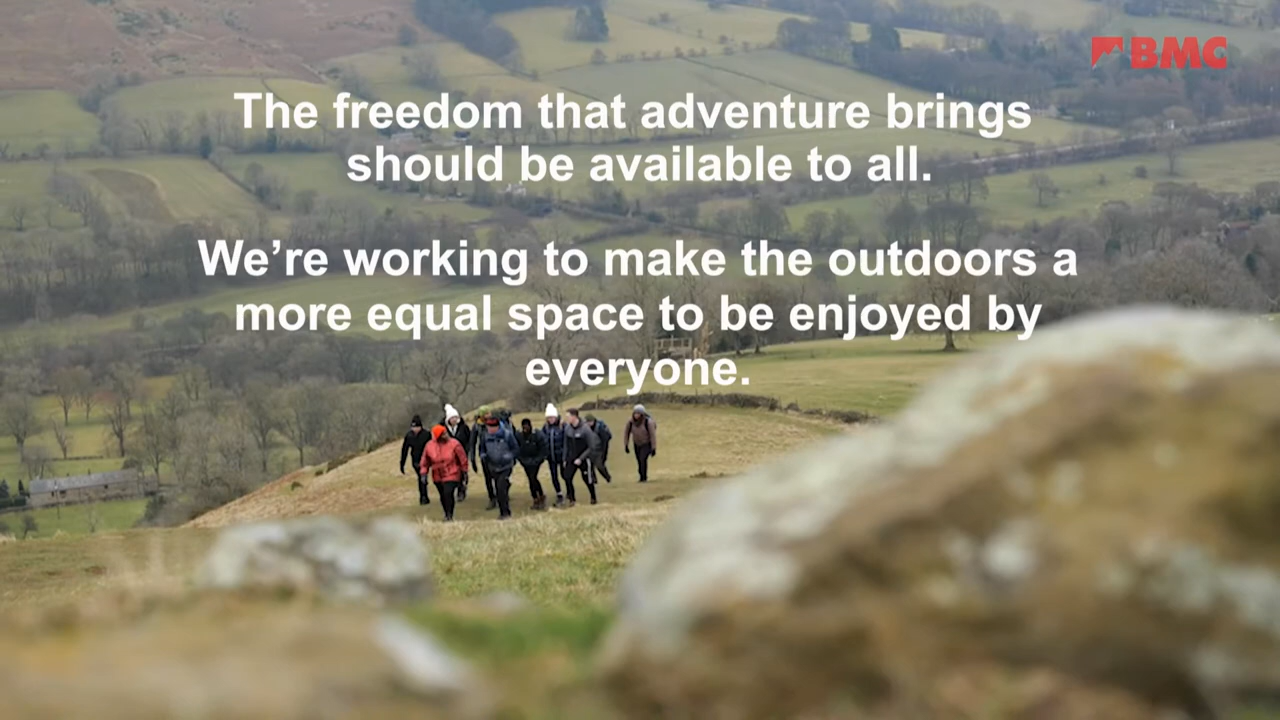 BMC
The freedom that adventure brings
should be available to all.
We’re working to make the outdoors a
more equal space to be enjoyed by
everyone.